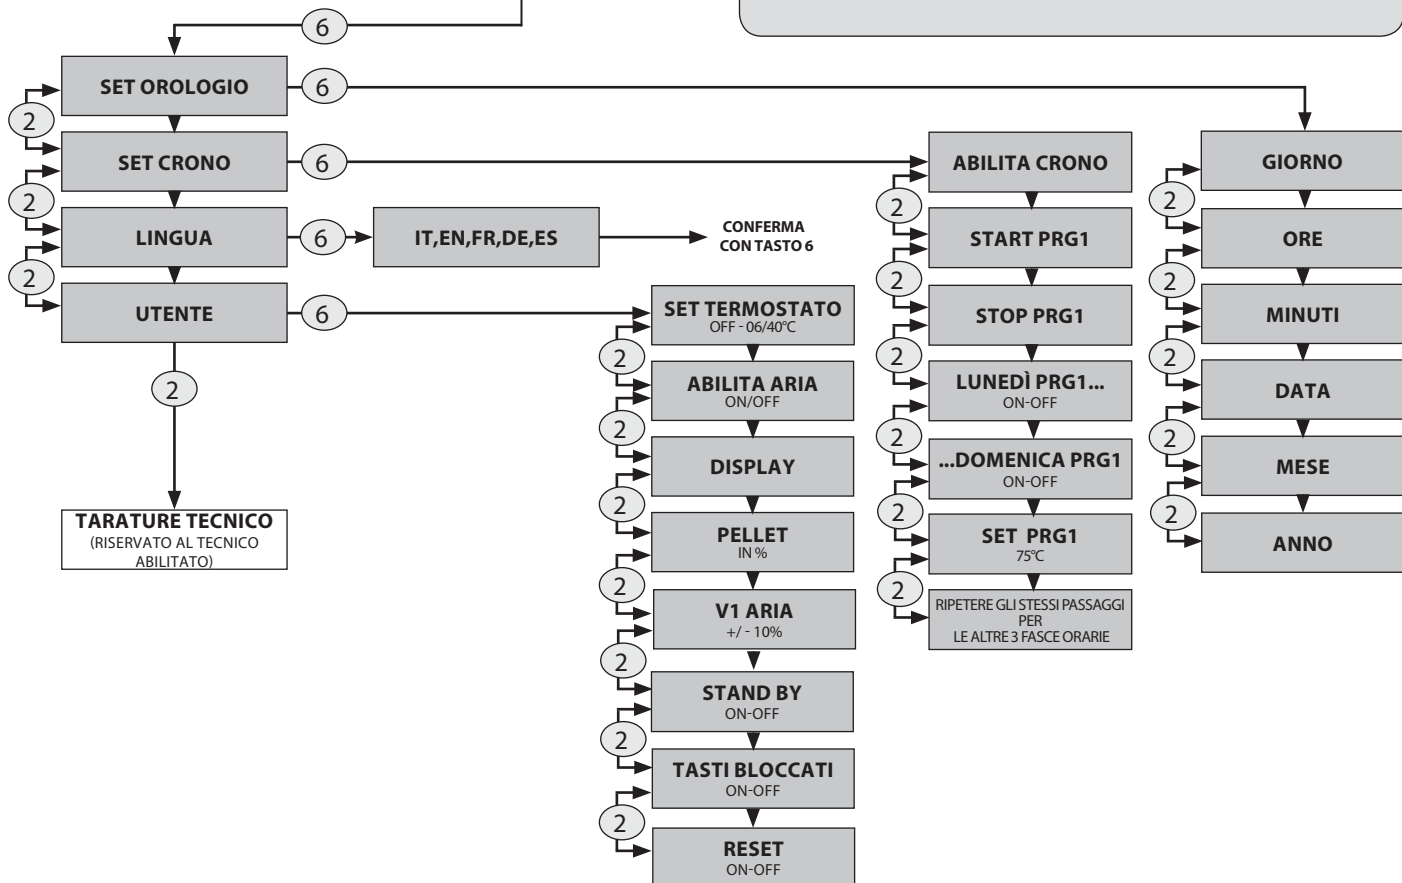 6
SET OROLOGIO
6
2
SET CRONO
6
2
LINGUA
6
IT,EN,FR,DE,ES
CONFERMA
CON TASTO 6
2
UTENTE
6
2
TARATURE TECNICO
(RISERVATO AL TECNICO
ABILITATO)
SET TERMOSTATO
OFF - 06/40°C
2
ABILITA ARIA
ON/OFF
2
DISPLAY
2
PELLET
IN %
2
V1 ARIA
+/ - 10%
2
STAND BY
ON-OFF
2
TASTI BLOCCATI
ON-OFF
2
RESET
ON-OFF
ABILITA CRONO
2
START PRG1
2
STOP PRG1
2
LUNEDÌ PRG1...
ON-OFF
2
...DOMENICA PRG1
ON-OFF
2
SET PRG1
75°C
2
RIPETERE GLI STESSI PASSAGGI
PER
LE ALTRE 3 FASCE ORARIE
GIORNO
2
ORE
2
MINUTI
2
DATA
2
MESE
2
ANNO